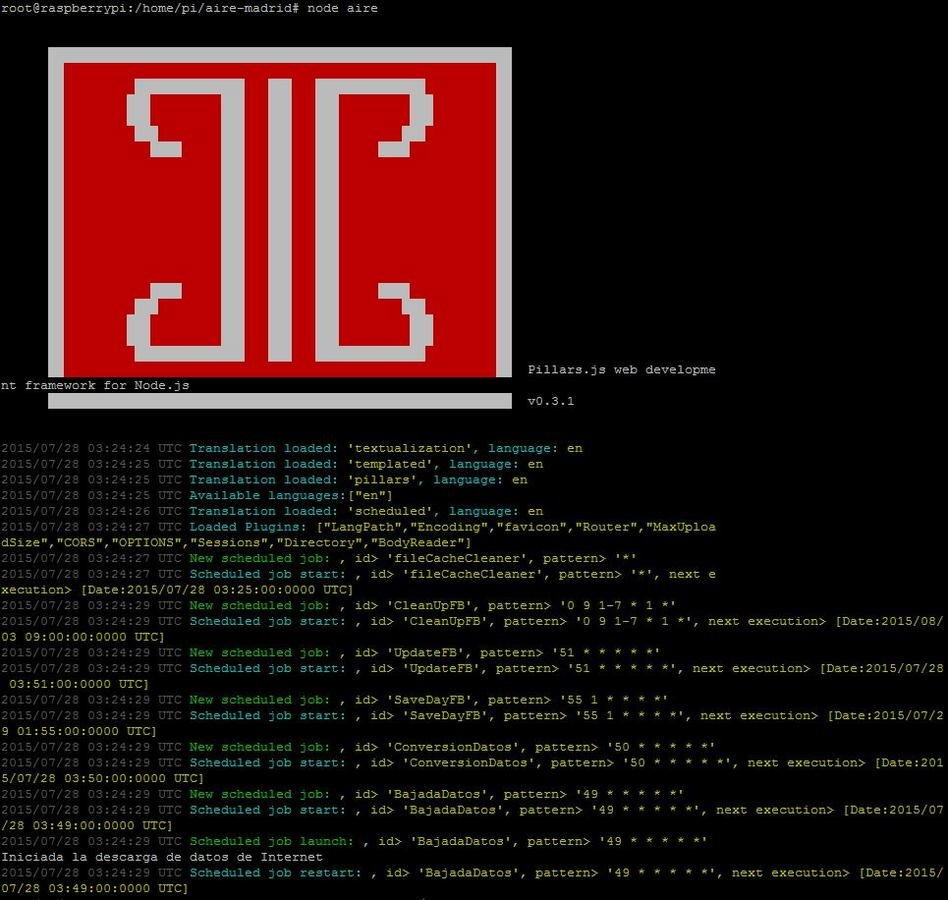 root@raspberrypi:/home/pi/aire-madrid# node aire
Pillars.js web developme
nt framework for Node.js
v0.3.1
2015/07/28 03:24:24 UTC Translation loaded: 'textualization', language: en
2015/07/28 03:24:25 UTC Translation loaded: 'templated', language: en
2015/07/28 03:24:25 UTC Translation loaded: 'pillars', language: en
2015/07/28 03:24:25 UTC Available languages:["en"]
2015/07/28 03:24:26 UTC Translation loaded: 'scheduled', language: en
2015/07/28 03:24:27 UTC Loaded Plugins: ["LangPath","Encoding","favicon","Router","MaxUploa
dSize","CORS","OPTIONS","Sessions","Directory","BodyReader"]
2015/07/28 03:24:27 UTC New scheduled job: , id> 'fileCacheCleaner', pattern> '*'
2015/07/28 03:24:27 UTC Scheduled job start: , id> 'fileCacheCleaner', pattern> '*', next e
xecution> [Date:2015/07/28 03:25:00:0000 UTC]
2015/07/28 03:24:29 UTC New scheduled job: , id> 'CleanUpFB', pattern> '0 9 1-7 * 1 *'
2015/07/28 03:24:29 UTC Scheduled job start: , id> 'CleanUpFB', pattern> '0 9 1-7 * 1 *', next execution> [Date:2015/08/
03 09:00:00:0000 UTC]
2015/07/28 03:24:29 UTC New scheduled job: , id> 'UpdateFB', pattern> '51 * * * * *'
2015/07/28 03:24:29 UTC Scheduled job start: , id> 'UpdateFB', pattern> '51 * * * * *', next execution> [Date:2015/07/28
 03:51:00:0000 UTC]
2015/07/28 03:24:29 UTC New scheduled job: , id> 'SaveDayFB', pattern> '55 1 * * * *'
2015/07/28 03:24:29 UTC Scheduled job start: , id> 'SaveDayFB', pattern> '55 1 * * * *', next execution> [Date:2015/07/2
9 01:55:00:0000 UTC]
2015/07/28 03:24:29 UTC New scheduled job: , id> 'ConversionDatos', pattern> '50 * * * * *'
2015/07/28 03:24:29 UTC Scheduled job start: , id> 'ConversionDatos', pattern> '50 * * * * *', next execution> [Date:201
5/07/28 03:50:00:0000 UTC]
2015/07/28 03:24:29 UTC New scheduled job: , id> 'BajadaDatos', pattern> '49 * * * * *'
2015/07/28 03:24:29 UTC Scheduled job start: , id> 'BajadaDatos', pattern> '49 * * * * *', next execution> [Date:2015/07
/28 03:49:00:0000 UTC]
2015/07/28 03:24:29 UTC Scheduled job launch: , id> 'BajadaDatos', pattern> '49 * * * * *'
Iniciada la descarga de datos de Internet
2015/07/28 03:24:29 UTC Scheduled job restart: , id> 'BajadaDatos', pattern> '49 * * * * *', next execution> [Date:2015/
07/28 03:49:00:0000 UTC]